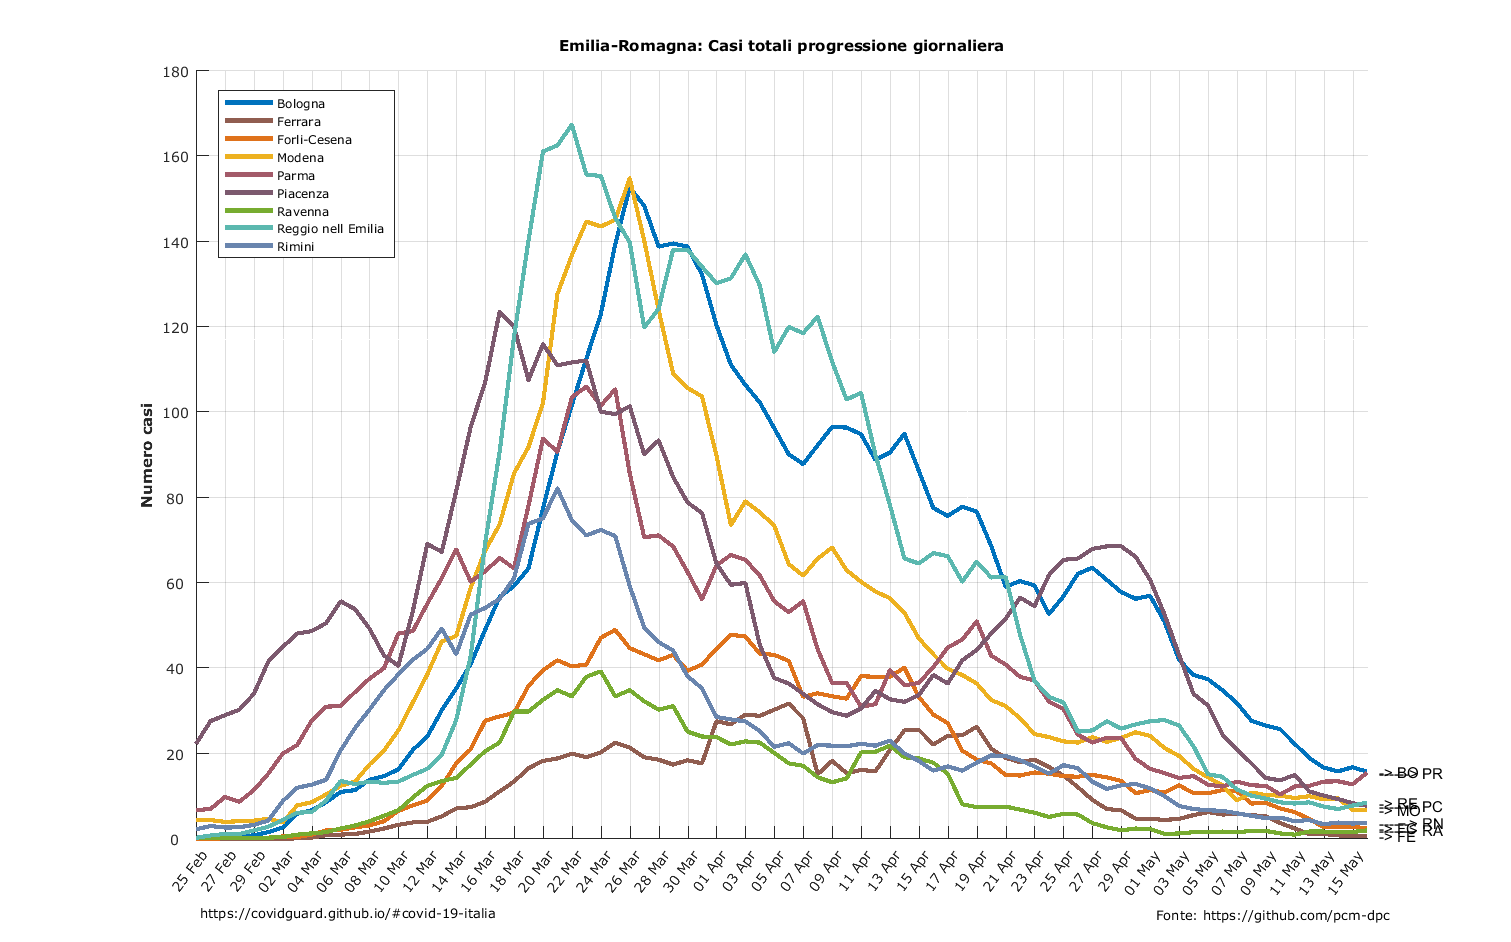 Emilia-Romagna: Casi totali progressione giornaliera
180
160
140
120
100
80
60
40
20
0
Numero casi
Bologna
Ferrara
Forli-Cesena
Modena
Parma
Piacenza
Ravenna
Reggio nell Emilia
Rimini
-> BO
PR
-> RE
PC
-> MO
-> RN
-> FC
RA
-> FE
25 Feb
27 Feb
29 Feb
02 Mar
04 Mar
06 Mar
08 Mar
10 Mar
12 Mar
14 Mar
16 Mar
18 Mar
20 Mar
22 Mar
24 Mar
26 Mar
28 Mar
30 Mar
01 Apr
03 Apr
05 Apr
07 Apr
09 Apr
11 Apr
13 Apr
15 Apr
17 Apr
19 Apr
21 Apr
23 Apr
25 Apr
27 Apr
29 Apr
01 May
03 May
05 May
07 May
09 May
11 May
13 May
15 May
https://covidguard.github.io/#covid-19-italia
Fonte: https://github.com/pcm-dpc